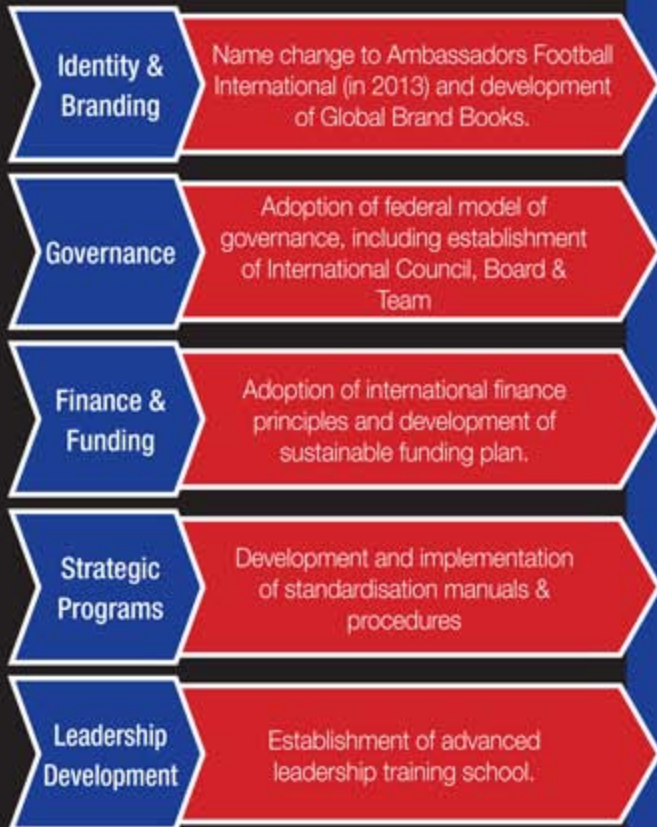 Identity &
Branding
Name change to Ambassadors Football
International (in 2013) and development
of Global Brand Books.
Governance
Adoption of federal model of
governance, including establishment
of International Council, Board &
Team
Finance &
Funding
Adoption of international finance
principles and development of
sustainable funding plan.
Strategic
Programs
Development and implementation
of standardisation manuals &
procedures
Leadership
Development
Establishment of advanced
leadership training school.